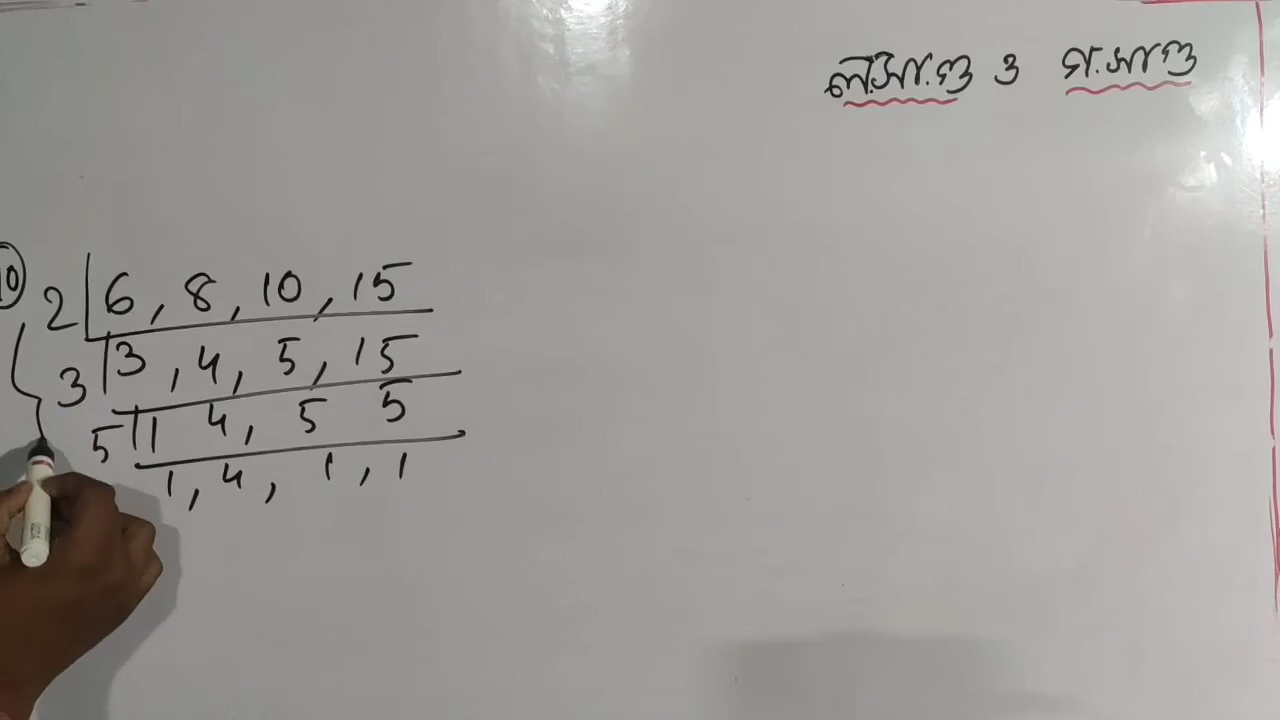 ল.সা.গু ও গ.সাগু
10
2 6, 8, 10, 15
3 3, 4, 5, 15
5 1 4, 5 5
1, 4, 1, 1